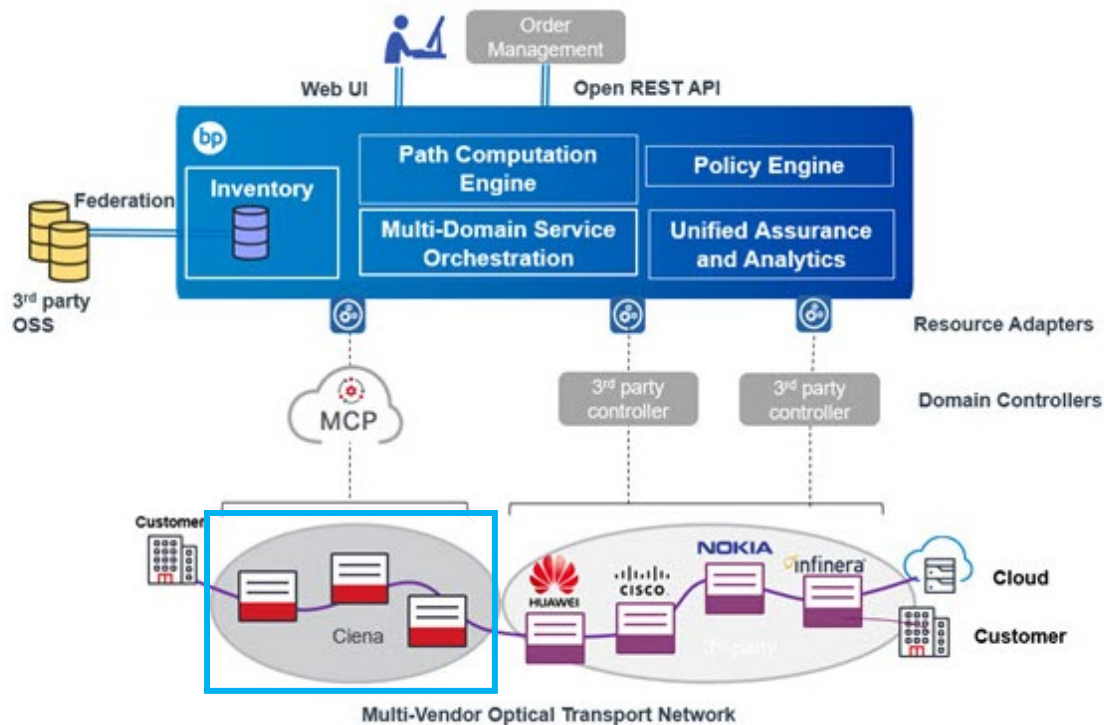 Order
Management
Web UI
Open REST API
bp
Path Computation
Engine
Policy Engine
Inventory
Federation
Multi-Domain Service
Orchestration
Unified Assurance
and Analytics
3rd party
OSS
Resource Adapters
MCP
3rd party
controller
3rd party
controller
Domain Controllers
Customer
HUAWEI
CISCO.
NOKIA
infinera
Cloud
Ciena
3rd-party
Customer
Multi-Vendor Optical Transport Network